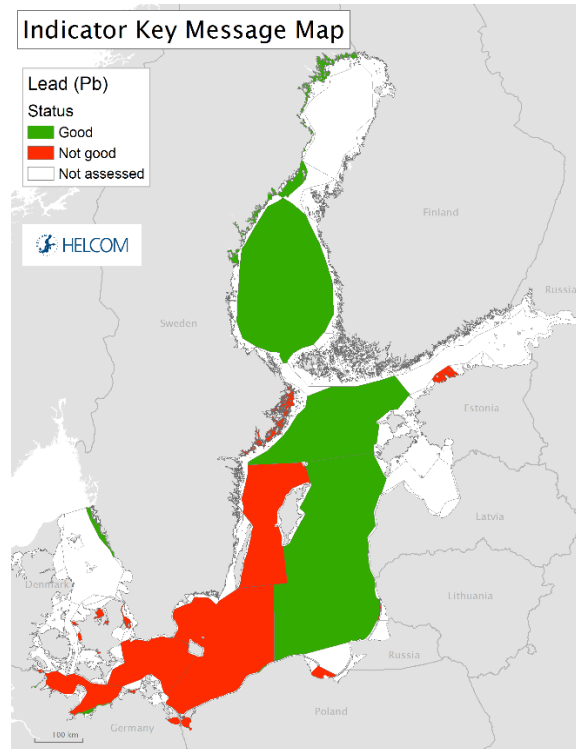 Indicator Key Message Map
Lead (Pb)
Status
Good
Not good
Not assessed
HELCOM
Finland
Russia
Sweden
Estonia
Latvia
Denmark
Lithuania
Russia
Poland
Germany
100 km